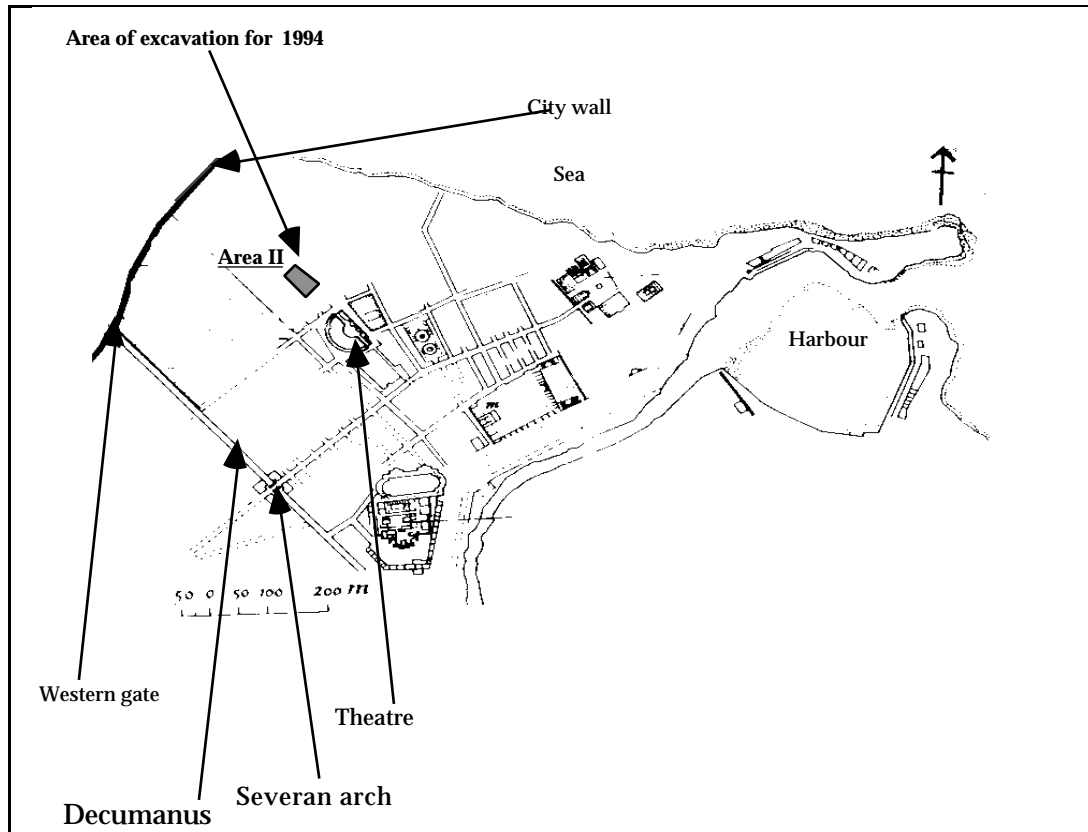 Area of excavation for 1994
City wall
Sea
Area II
Harbour
50 0 50 100 200 m
Western gate
Theatre
Severan arch
Decumanus